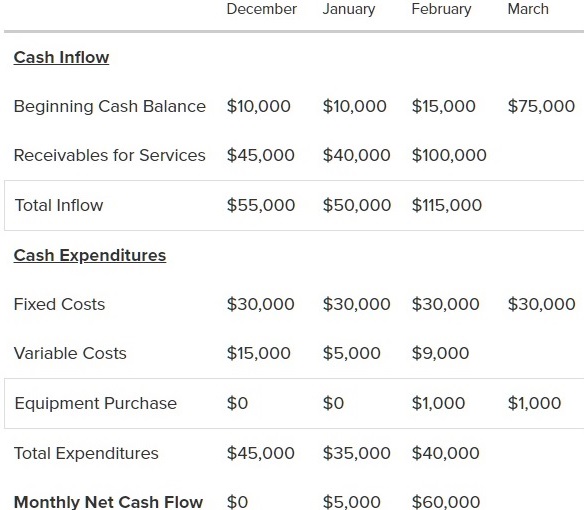 December January February March
Cash Inflow
Beginning Cash Balance $10,000 $10,000 $15,000 $75,000
Receivables for Services $45,000 $40,000 $100,000
Total Inflow $55,000 $50,000 $115,000
Cash Expenditures
Fixed Costs $30,000 $30,000 $30,000 $30,000
Variable Costs $15,000 $5,000 $9,000
Equipment Purchase $0 $0 $1,000 $1,000
Total Expenditures $45,000 $35,000 $40,000
Monthly Net Cash Flow $0 $5,000 $60,000